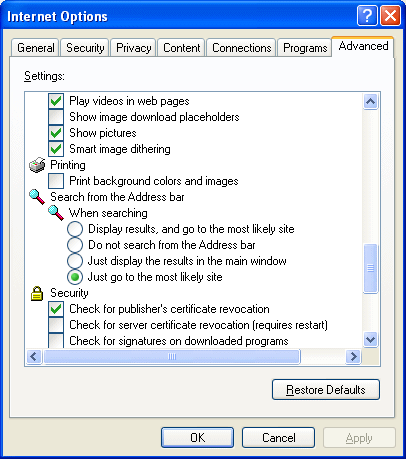 Internet Options
General
Security
Privacy
Content
Connections
Programs
Advanced
Settings:
Play videos in web pages
Show image download placeholders
Show pictures
Smart image dithering
Printing
Print background colors and images
Search from the Address bar
When searching
Display results, and go to the most likely site
Do not search from the Address bar
Just display the results in the main window
Just go to the most likely site
Security
Check for publisher's certificate revocation
Check for server certificate revocation (requires restart)
Check for signatures on downloaded programs
Restore Defaults
OK
Cancel
Apply